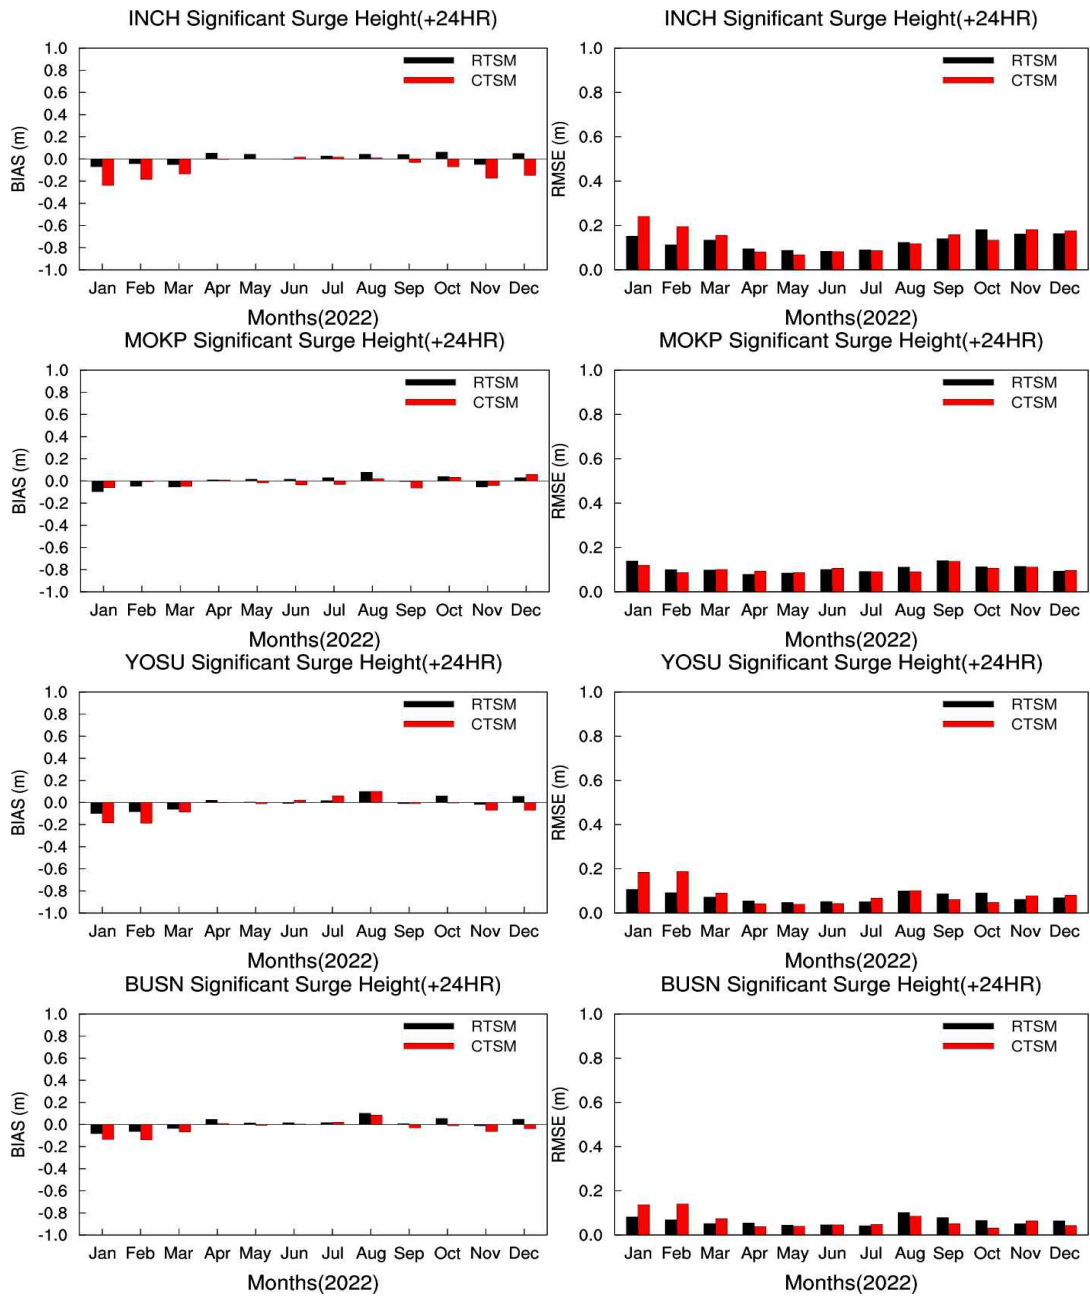 INCH Significant Surge Height(+24HR)
1.0
0.8
0.6
0.4
0.2
0.0
-0.2
-0.4
-0.6
-0.8
-1.0
BIAS (m)
RTSM
CTSM
Jan Feb Mar Apr May Jun Jul Aug Sep Oct Nov Dec
Months(2022)
INCH Significant Surge Height(+24HR)
1.0
0.8
0.6
0.4
0.2
0.0
RMSE (m)
RTSM
CTSM
Jan Feb Mar Apr May Jun Jul Aug Sep Oct Nov Dec
Months(2022)
MOKP Significant Surge Height(+24HR)
1.0
0.8
0.6
0.4
0.2
0.0
-0.2
-0.4
-0.6
-0.8
-1.0
BIAS (m)
RTSM
CTSM
Jan Feb Mar Apr May Jun Jul Aug Sep Oct Nov Dec
Months(2022)
MOKP Significant Surge Height(+24HR)
1.0
0.8
0.6
0.4
0.2
0.0
RMSE (m)
RTSM
CTSM
Jan Feb Mar Apr May Jun Jul Aug Sep Oct Nov Dec
Months(2022)
YOSU Significant Surge Height(+24HR)
1.0
0.8
0.6
0.4
0.2
0.0
-0.2
-0.4
-0.6
-0.8
-1.0
BIAS (m)
RTSM
CTSM
Jan Feb Mar Apr May Jun Jul Aug Sep Oct Nov Dec
Months(2022)
YOSU Significant Surge Height(+24HR)
1.0
0.8
0.6
0.4
0.2
0.0
RMSE (m)
RTSM
CTSM
Jan Feb Mar Apr May Jun Jul Aug Sep Oct Nov Dec
Months(2022)
BUSN Significant Surge Height(+24HR)
1.0
0.8
0.6
0.4
0.2
0.0
-0.2
-0.4
-0.6
-0.8
-1.0
BIAS (m)
RTSM
CTSM
Jan Feb Mar Apr May Jun Jul Aug Sep Oct Nov Dec
Months(2022)
BUSN Significant Surge Height(+24HR)
1.0
0.8
0.6
0.4
0.2
0.0
RMSE (m)
RTSM
CTSM
Jan Feb Mar Apr May Jun Jul Aug Sep Oct Nov Dec
Months(2022)